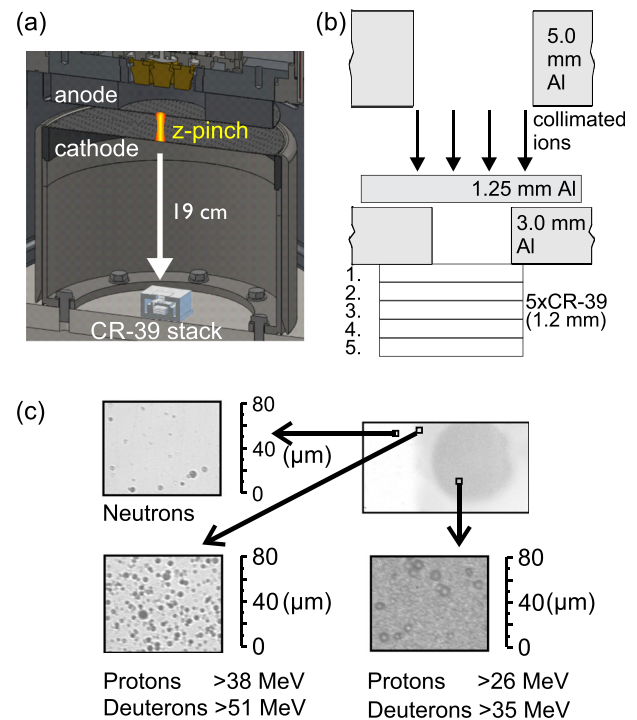 (a)
anode
z-pinch
cathode
19 cm
CR-39 stack
(b)
5.0
mm
Al
collimated
ions
1.25 mm Al
3.0 mm
Al
1.
2.
3.
4.
5.
5xCR-39
(1.2 mm)
(c)
80
40
(μm)
0
Neutrons
80
40
(μm)
0
80
40
(μm)
0
Protons >38 MeV
Deuterons >51 MeV
Protons >26 MeV
Deuterons >35 MeV